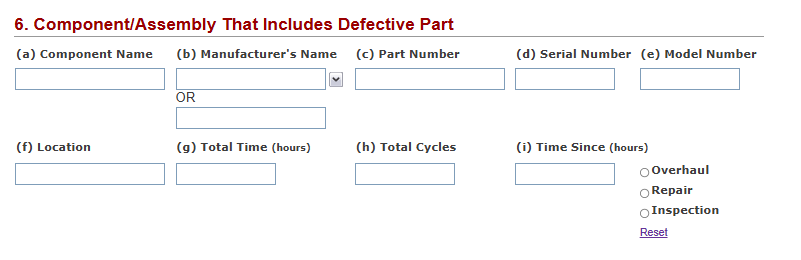 6. Component/Assembly That Includes Defective Part
(a) Component Name (b) Manufacturer's Name (c) Part Number (d) Serial Number (e) Model Number
OR
(f) Location (g) Total Time (hours) (h) Total Cycles (i) Time Since (hours)
Overhaul
Repair
Inspection
Reset